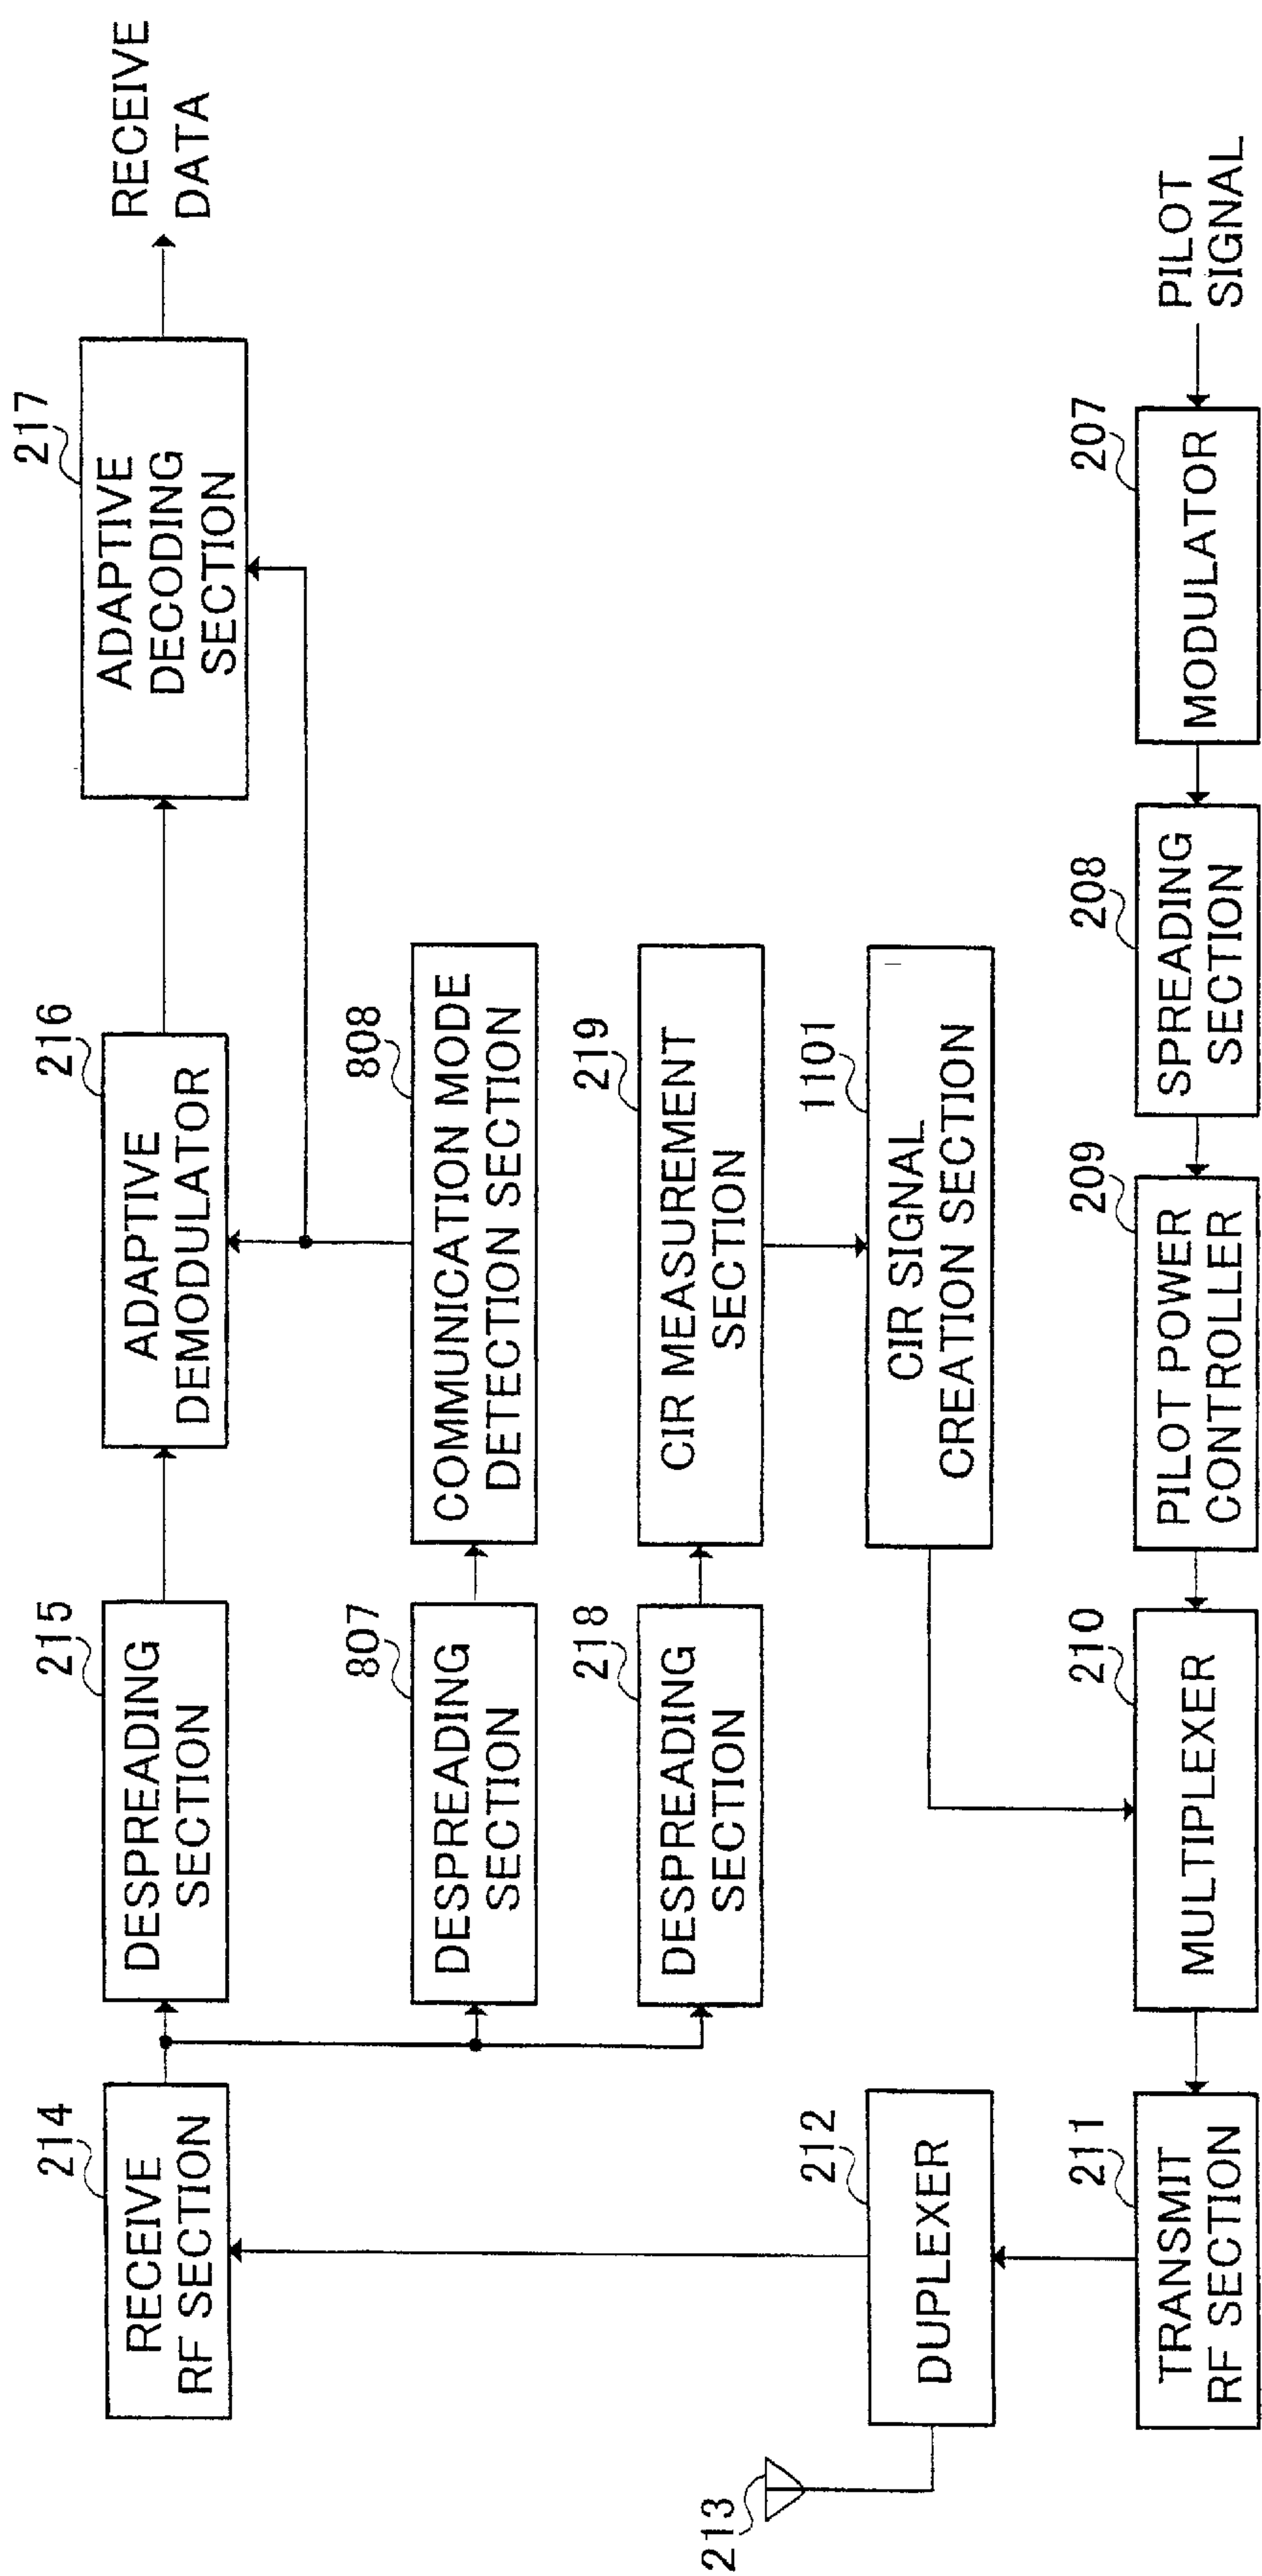 217
RECEIVE
DATA
ADAPTIVE
DECODING
SECTION
216
ADAPTIVE
DEMODULATOR
215
DESPREADING
SECTION
214
RECEIVE
RF SECTION
808
COMMUNICATION MODE
DETECTION SECTION
807
DESPREADING
SECTION
219
CIR MEASUREMENT
SECTION
218
DESPREADING
SECTION
1101
CIR SIGNAL
CREATION SECTION
212
DUPLEXER
213
PILOT
SIGNAL
207
MODULATOR
208
SPREADING
SECTION
209
PILOT POWER
CONTROLLER
210
MULTIPLEXER
211
TRANSMIT
RF SECTION